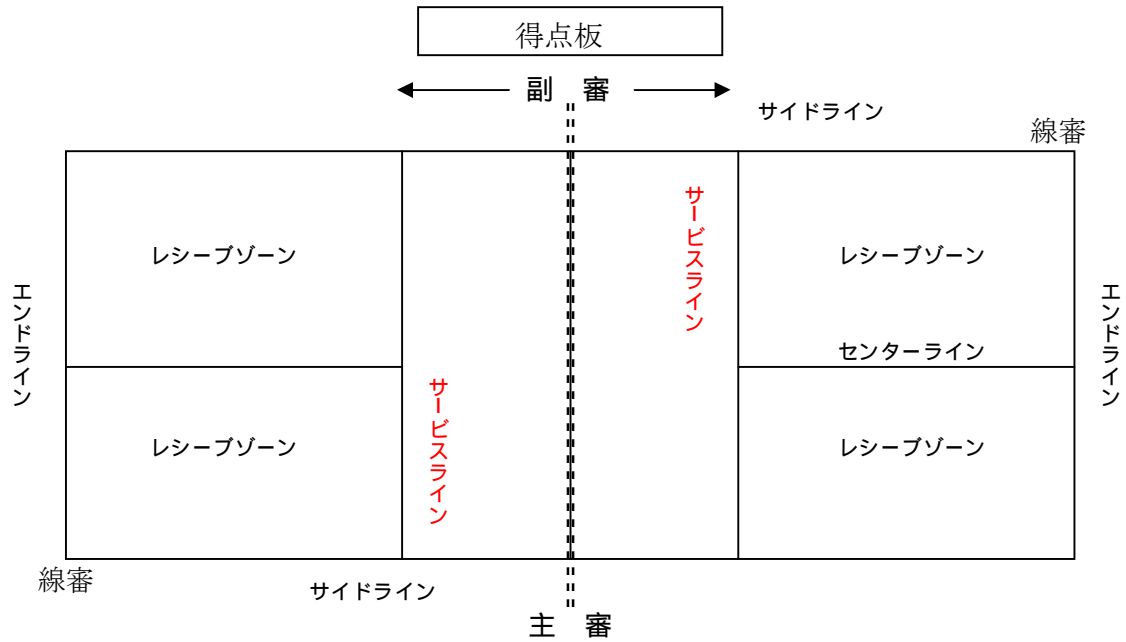 得点板
副　審
サイドライン
線審
サービスライン
レシーブゾーン
レシーブゾーン
エンドライン
エンドライン
センターライン
サービスライン
レシーブゾーン
レシーブゾーン
線審
サイドライン
主　審